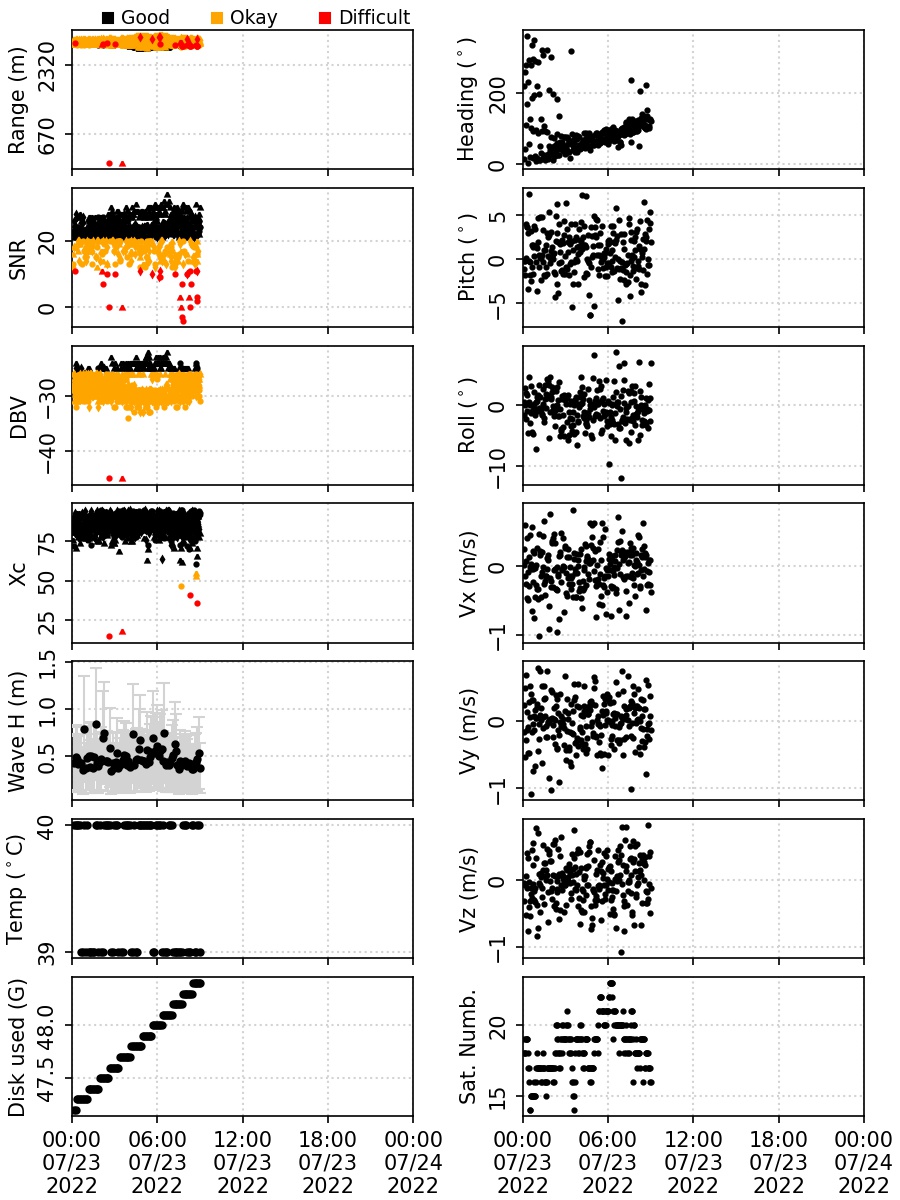 Good Okay Difficult
Range (m)
2320
670
Heading (°)
200
0
SNR
20
0
Pitch (°)
5
0
−5
DBV
−30
−40
Roll (°)
0
−10
Xc
75
50
25
Vx (m/s)
0
−1
Wave H (m)
1.5
1.0
0.5
Vy (m/s)
0
−1
Temp (°C)
40
39
Vz (m/s)
0
−1
Disk used (G)
48.0
47.5
Sat. Numb.
20
15
00:00 06:00 12:00 18:00 00:00
07/23 07/23 07/23 07/23 07/24
2022 2022 2022 2022 2022
00:00 06:00 12:00 18:00 00:00
07/23 07/23 07/23 07/23 07/24
2022 2022 2022 2022 2022